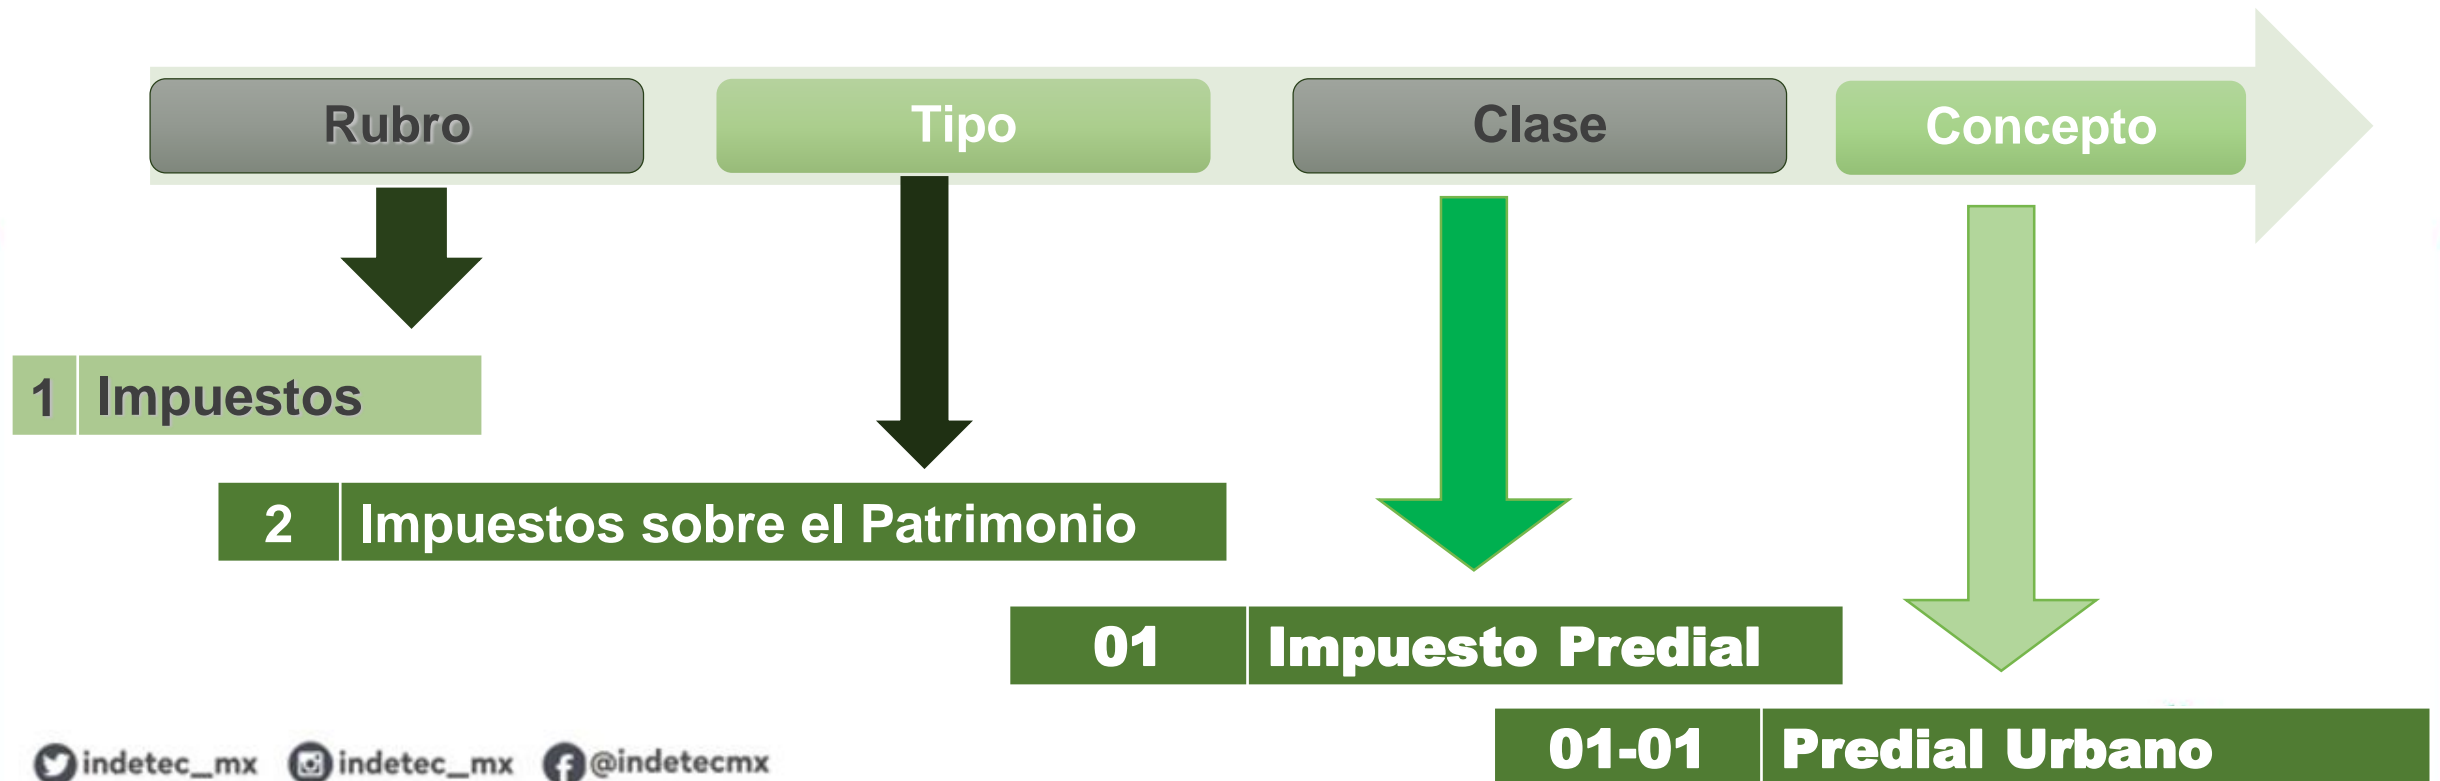 Rubro Tipo Clase Concepto
1 Impuestos
2 Impuestos sobre el Patrimonio
01 Impuesto Predial
01-01 Predial Urbano
indetec_mx indetec_mx @indetecmx